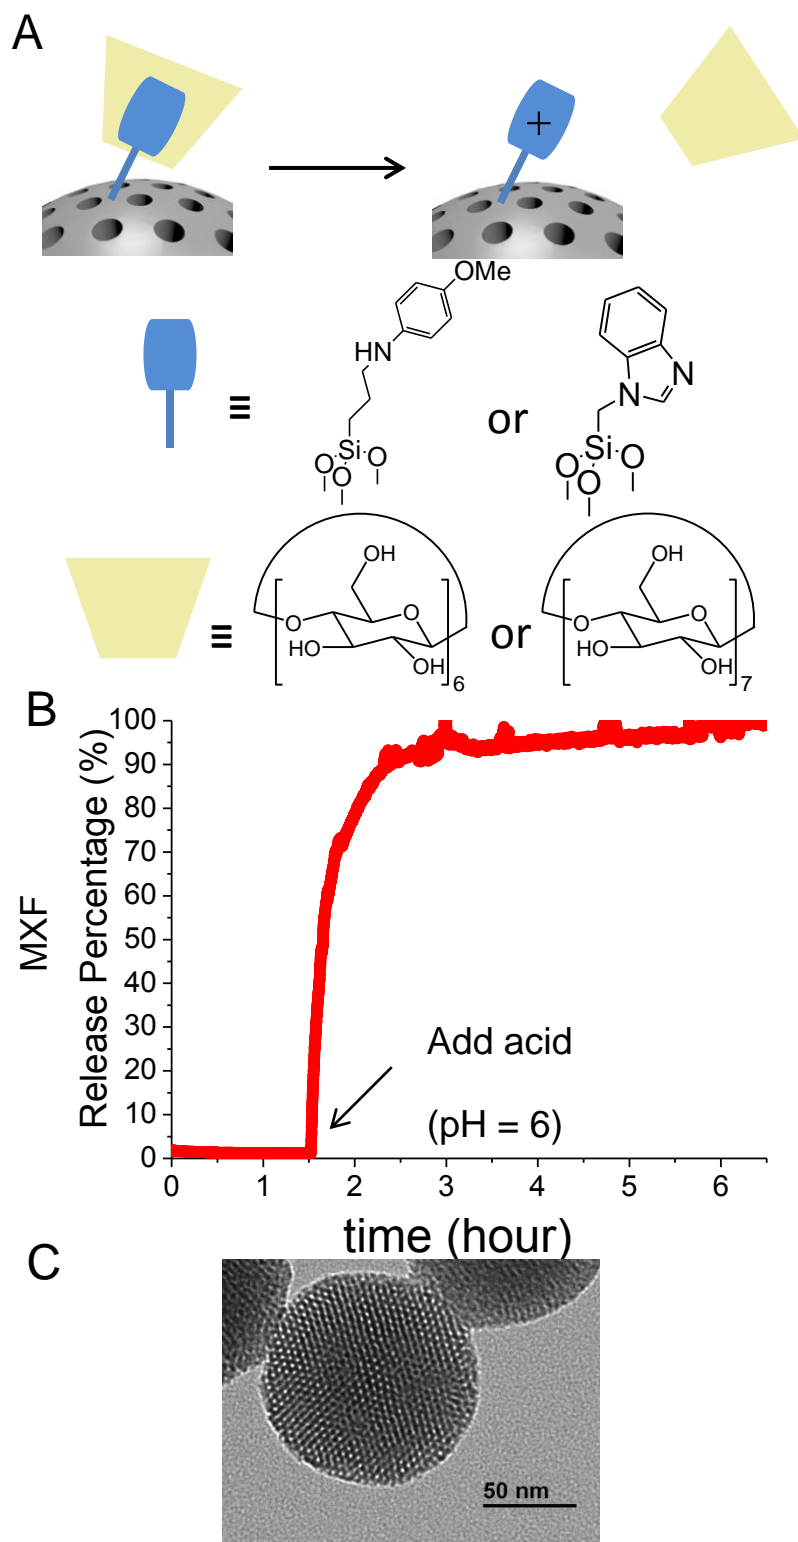 A
+
OMe
HN
N
N
Si
O
O
O
or
Si
O
O
O
≡
OH
O
O
HO
OH
6
≡
or
OH
O
O
HO
OH
7
B
MXF
Release Percentage (%)
100
90
80
70
60
50
40
30
20
10
0
Add acid
(pH = 6)
0 1 2 3 4 5 6
time (hour)
C
50 nm